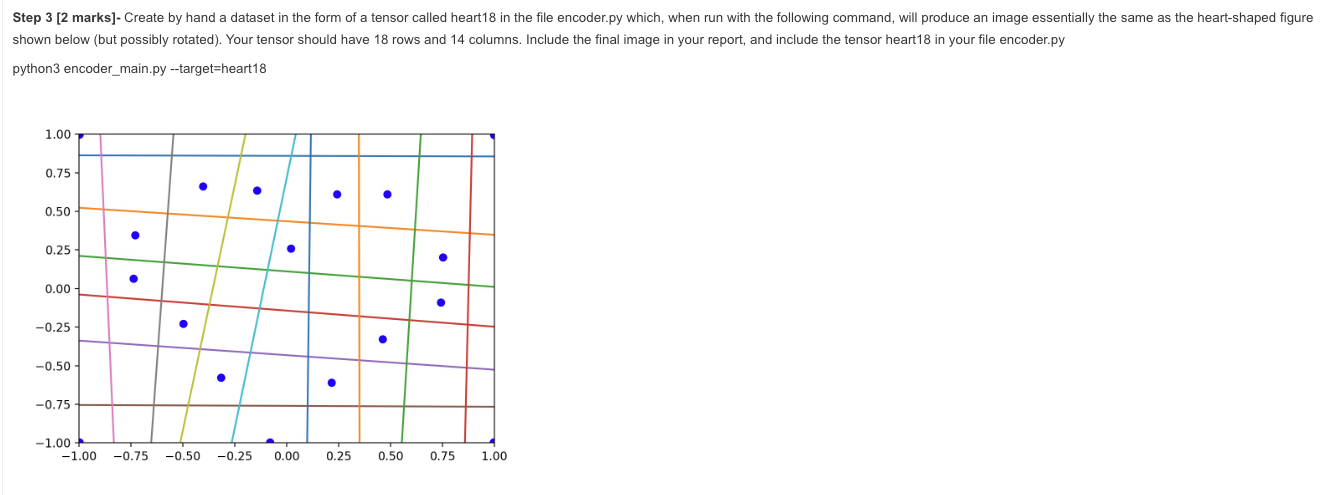 Step 3 [2 marks]- Create by hand a dataset in the form of a tensor called heart18 in the file encoder.py which, when run with the following command, will produce an image essentially the same as the heart-shaped figure
shown below (but possibly rotated). Your tensor should have 18 rows and 14 columns. Include the final image in your report, and include the tensor heart18 in your file encoder.py
python3 encoder_main.py --target=heart18
1.00
0.75
0.50
0.25
0.00
−0.25
−0.50
−0.75
−1.00
−1.00 −0.75 −0.50 −0.25 0.00 0.25 0.50 0.75 1.00